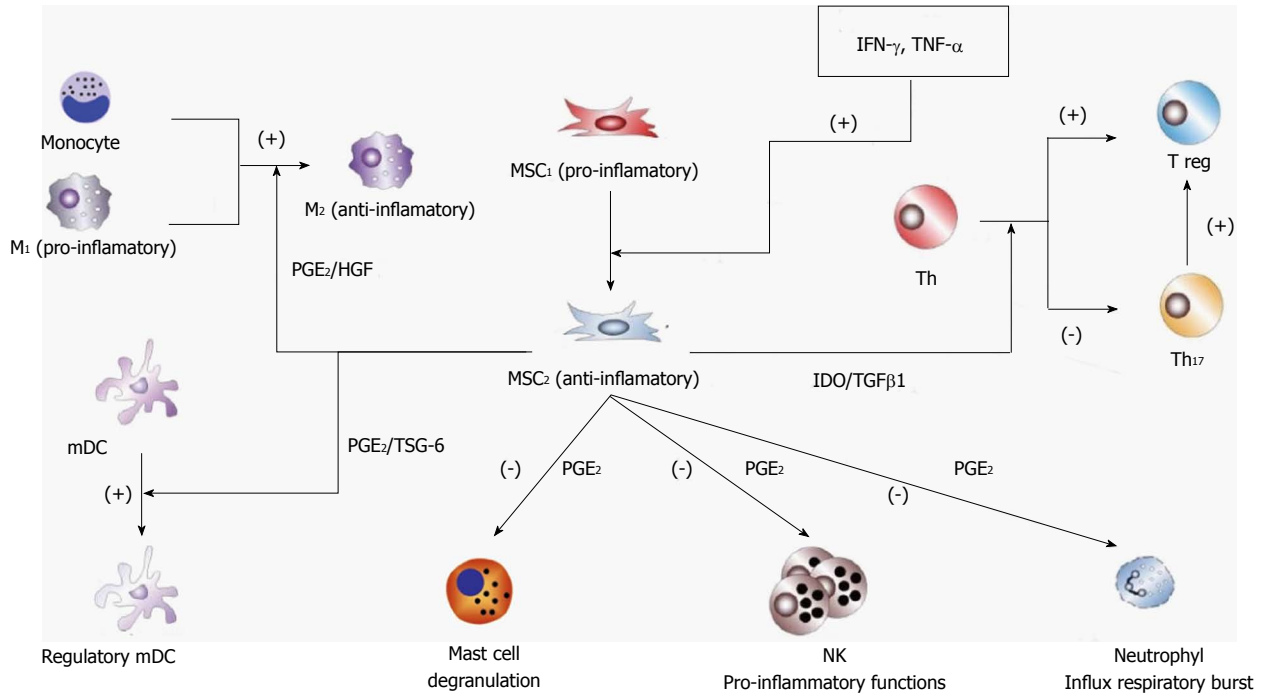 IFN-γ, TNF-α
(+)
Monocyte
(+)
M₁ (pro-inflamatory)
M₂ (anti-inflamatory)
MSC₁ (pro-inflamatory)
(+)
T reg
(+)
Th
(-)
Th₁₇
PGE₂/HGF
MSC₂ (anti-inflamatory)
IDO/TGFβ1
mDC
(+)
PGE₂/TSG-6
(-)
PGE₂
(-)
PGE₂
(-)
PGE₂
Regulatory mDC
Mast cell
degranulation
NK
Pro-inflammatory functions
Neutrophyl
Influx respiratory burst